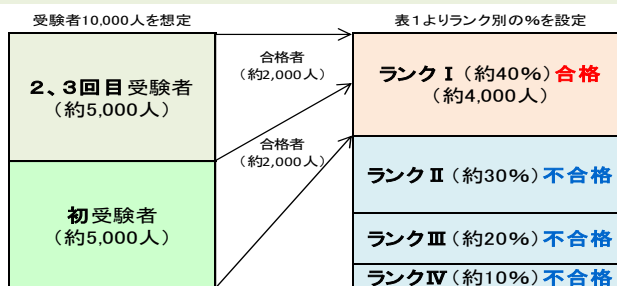 受験者10,000人を想定
表1よりランク別の%を設定
2、3回目受験者
(約5,000人)
合格者
(約2,000人)
ランクⅠ(約40%)合格
(約4,000人)
合格者
(約2,000人)
ランクⅡ(約30%)不合格
初受験者
(約5,000人)
ランクⅢ(約20%)不合格
ランクⅣ(約10%)不合格